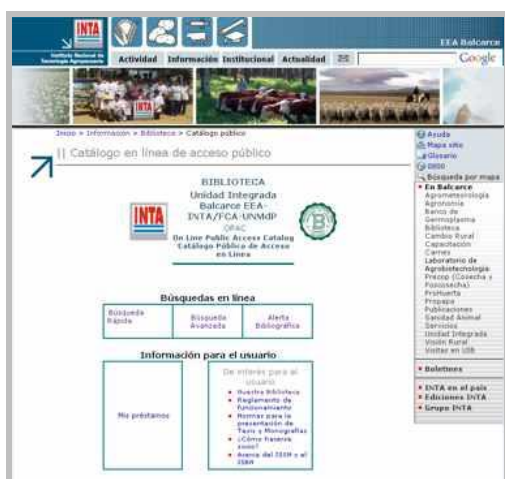 INTA
Instituto Nacional de
Tecnología Agropecuaria
EEA Balcarce
Actividad Información Institucional Actualidad
Google
INTA
Inicio > Información > Biblioteca > Catálogo público
|| Catálogo en línea de acceso público
BIBLIOTECA
Unidad Integrada
Balcarce EEA-
INTA/FCA-UNMdP
OPAC
On Line Public Access Catalog
Catálogo Público de Acceso
en Línea
INTA
B
Búsquedas en línea
Búsqueda
Rápida
Búsqueda
Avanzada
Alerta
Bibliográfica
Información para el usuario
Mis préstamos
De interés para el
usuario
Nuestra Biblioteca
Reglamento de
funcionamiento
Normas para la
presentación de
Tesis y Monografías
¿Cómo hacerse
socio?
Acerca del ISSN y el
ISBN
Ayuda
Mapa sitio
Glosario
Búsqueda por mapa
En Balcarce
Agrometeorología
Agronomía
Banco de
Germoplasma
Biblioteca
Cambio Rural
Capacitación
Carnes
Laboratorio de
Agrobiotecnología
Precop (Cosecha y
Poscosecha)
ProHuerta
Propapa
Publicaciones
Sanidad Animal
Servicios
Unidad Integrada
Visión Rural
Boletines
INTA en el país
Ediciones INTA
Grupo INTA